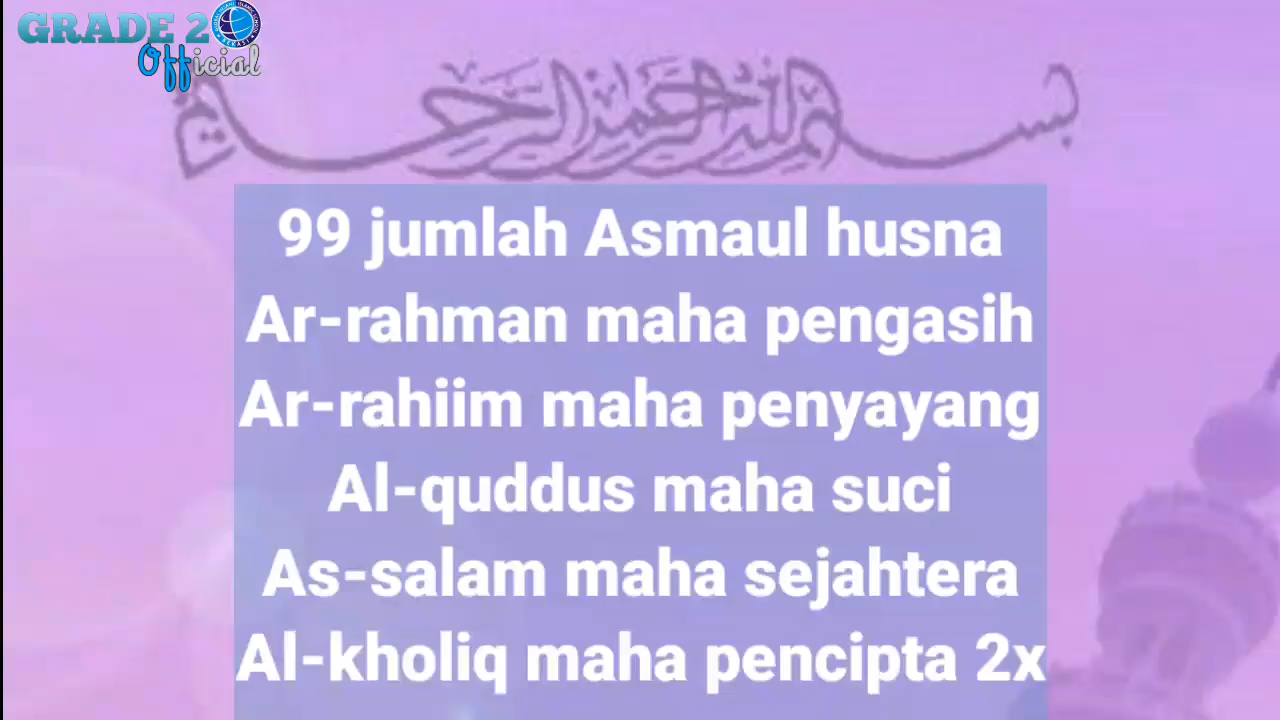 GRADE 2
Official
بسم الله الرحمن الرحيم
99 jumlah Asmaul husna
Ar-rahman maha pengasih
Ar-rahiim maha penyayang
Al-quddus maha suci
As-salam maha sejahtera
Al-kholiq maha pencipta 2x